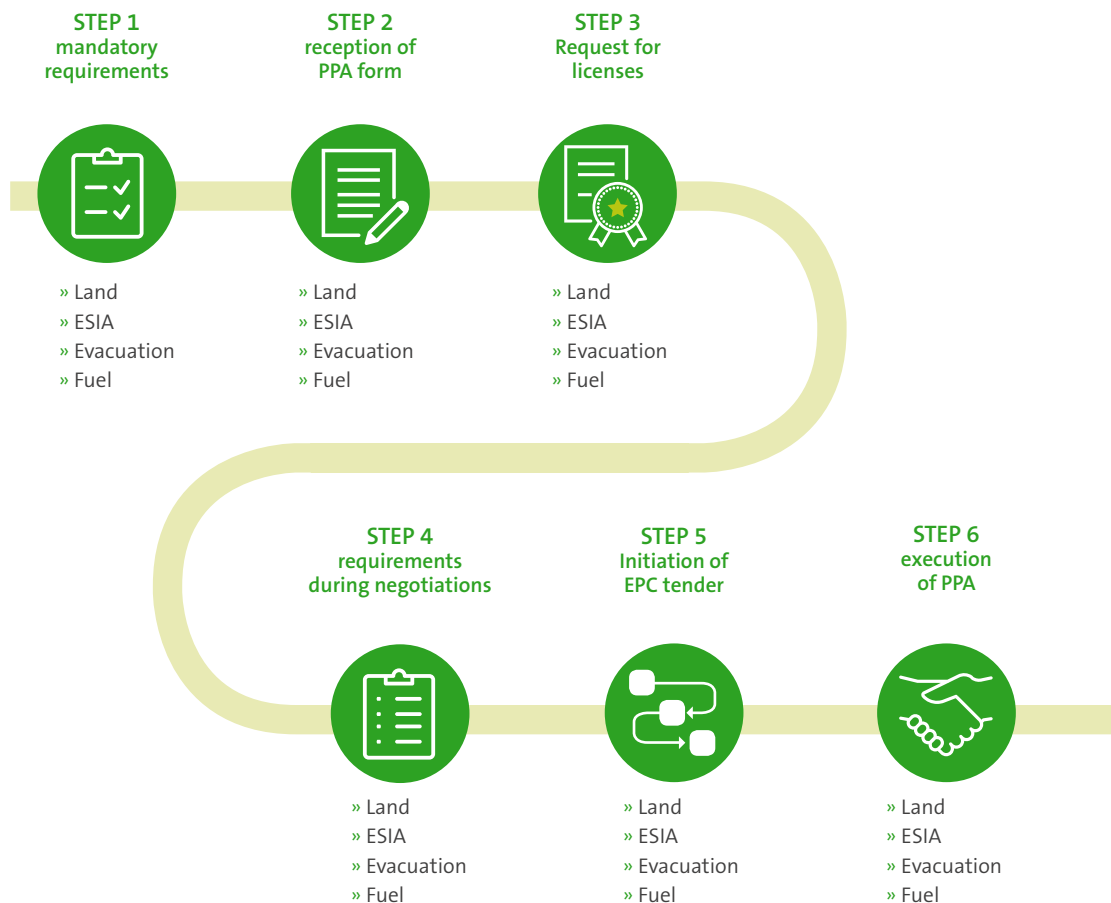 STEP 1
mandatory
requirements
STEP 2
reception of
PPA form
STEP 3
Request for
licenses
» Land
» ESIA
» Evacuation
» Fuel
» Land
» ESIA
» Evacuation
» Fuel
» Land
» ESIA
» Evacuation
» Fuel
STEP 4
requirements
during negotiations
STEP 5
Initiation of
EPC tender
STEP 6
execution
of PPA
» Land
» ESIA
» Evacuation
» Fuel
» Land
» ESIA
» Evacuation
» Fuel
» Land
» ESIA
» Evacuation
» Fuel